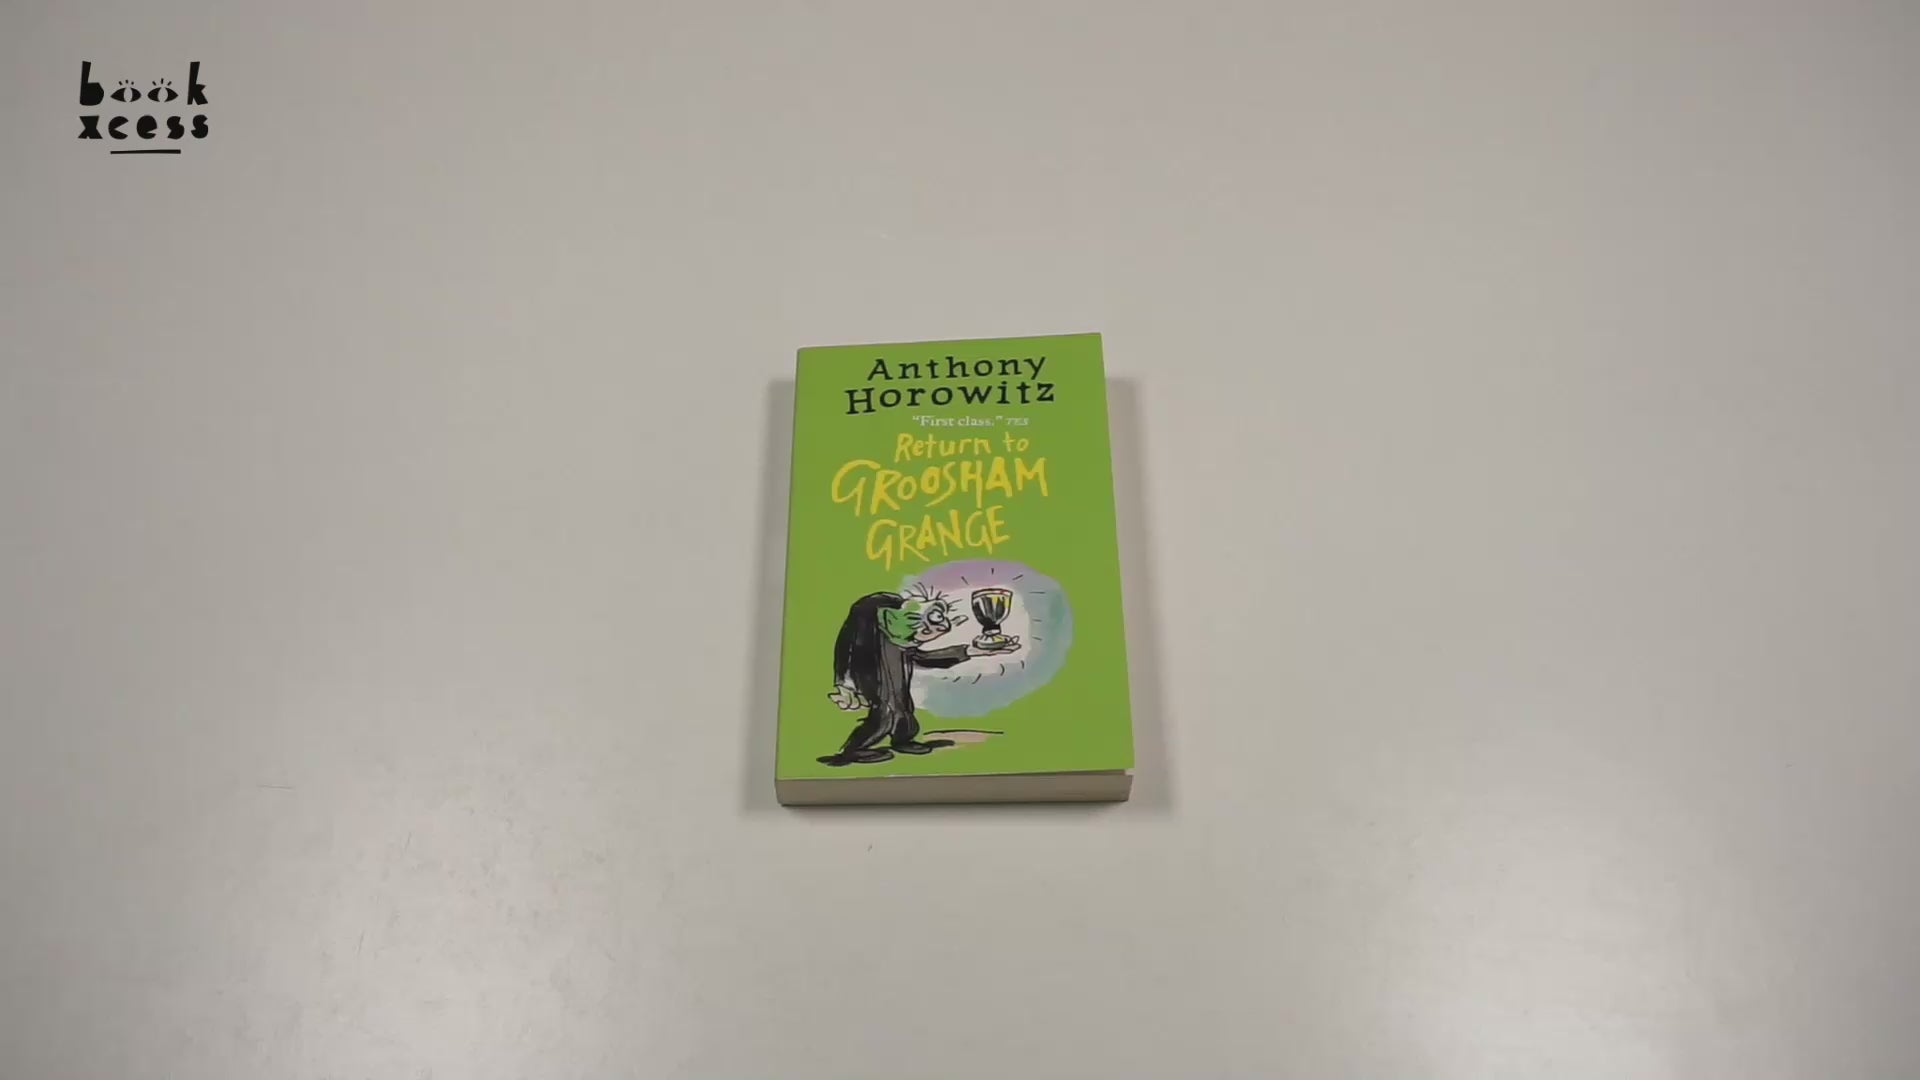 book
xcess
Anthony
Horowitz
"First class." TES
Return to
GROOSHAM
GRANGE